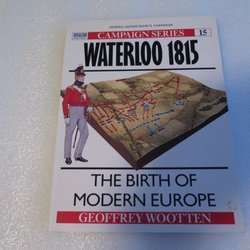 GENERAL EDITOR DAVID G. CHANDLER
CAMPAIGN SERIES 15
WATERLOO 1815
THE BIRTH OF
MODERN EUROPE
GEOFFREY WOOTTEN